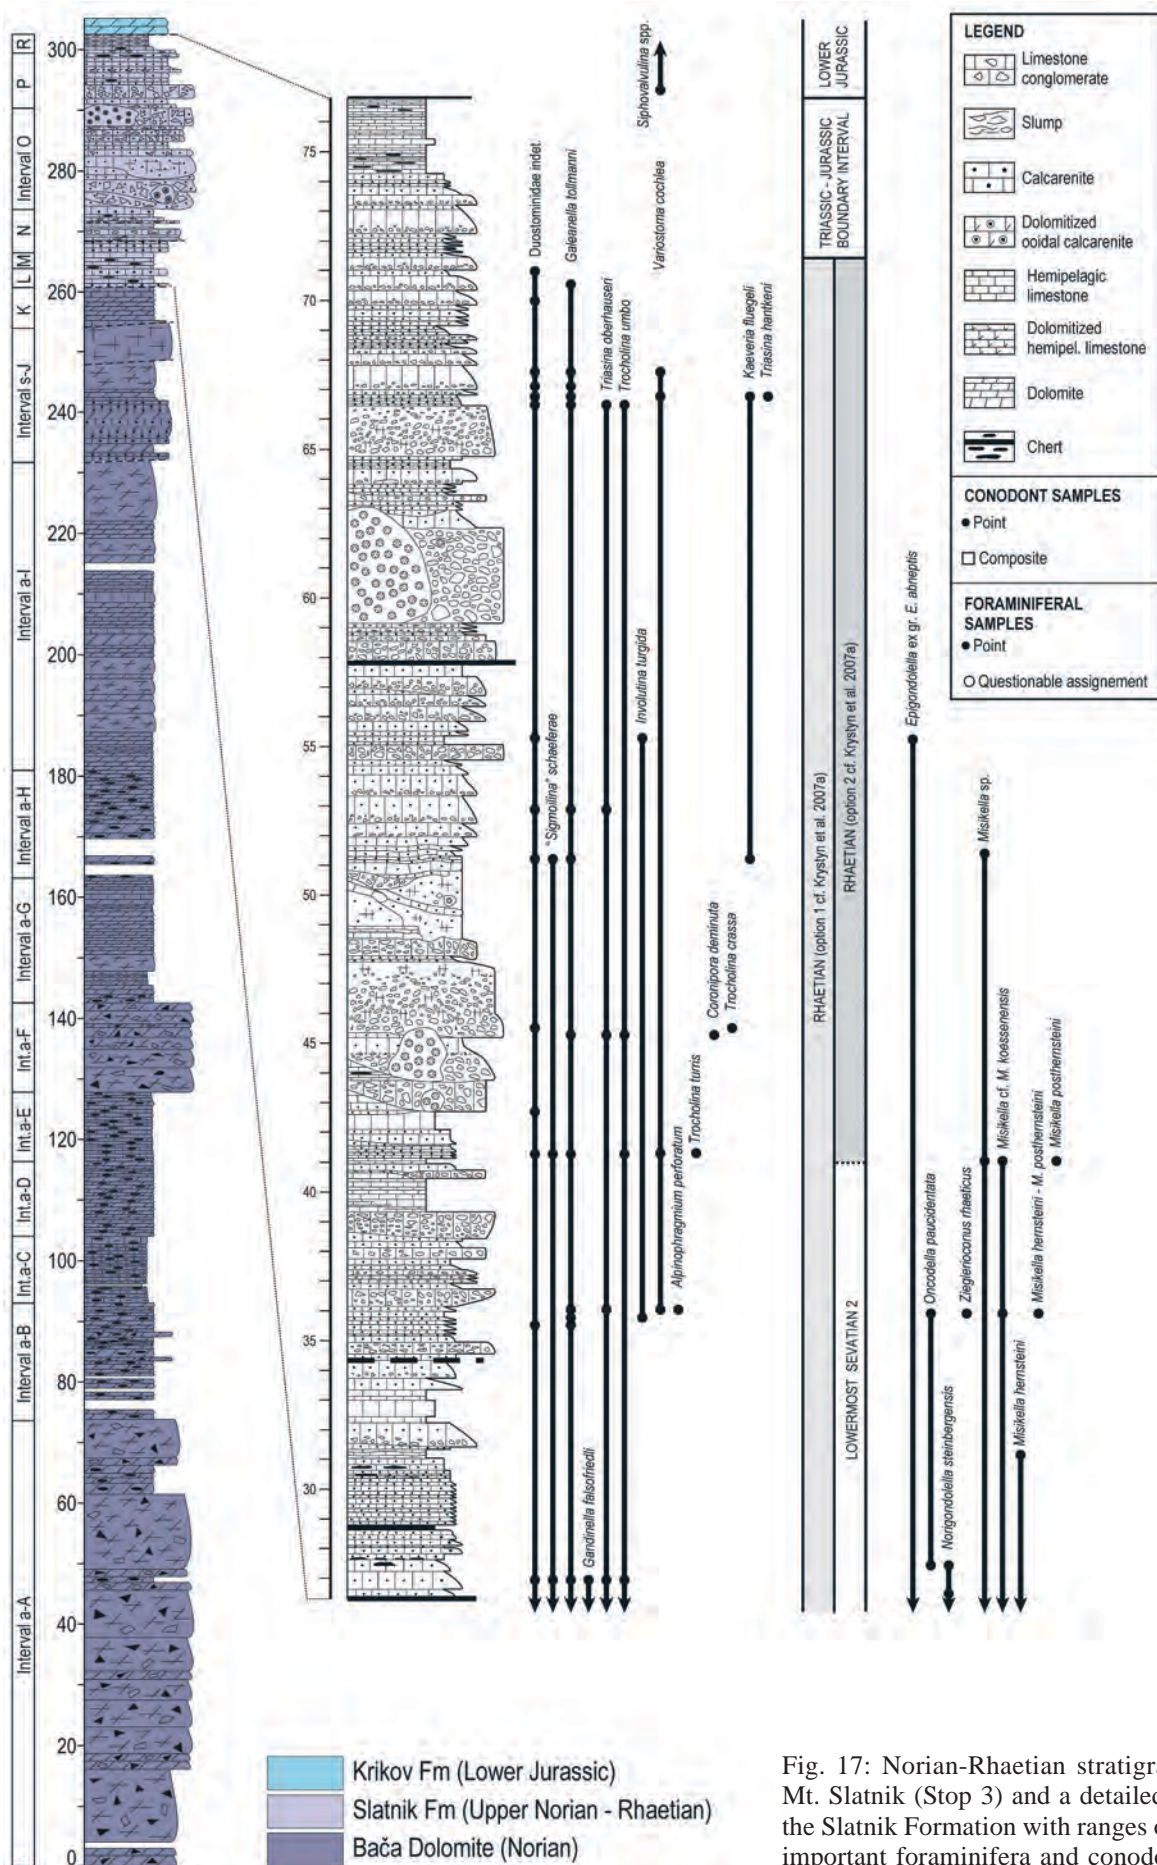 300
280
260
240
220
200
180
160
140
120
100
80
60
40
20
0
R
P
Interval O
N
M
L
K
Interval s-J
Interval a-I
Interval a-H
Interval a-G
Int.a-F
Int.a-E
Int.a-D
Int.a-C
Interval a-B
Interval a-A
75
70
65
60
55
50
45
40
35
30
Duostominidae indet.
"Sigmoilina" schaeferae
Galeanella tollmanni
Gandinella falsofriedli
Triasina oberhauseri
Trocholina umbo
Involutina turgida
Siphovalvulina spp.
Variostoma cochlea
Alpinophragmium perforatum
Trocholina turris
Coronipora deminuta
Trocholina crassa
Kaeveria fluegeli
Triasina hantkeni
LOWER
JURASSIC
TRIASSIC - JURASSIC
BOUNDARY INTERVAL
RHAETIAN (option 1 cf. Krystyn et al. 2007a)
RHAETIAN (option 2 cf. Krystyn et al. 2007a)
LOWERMOST SEVATIAN 2
Epigondolella ex gr. E. abneptis
Oncodella paucidentata
Norigondolella steinbergensis
Zieglericonus rhaeticus
Misikella sp.
Misikella cf. M. koessenensis
Misikella hernsteini
Misikella hernsteini - M. posthernsteini
Misikella posthernsteini
LEGEND
Limestone
conglomerate
Slump
Calcarenite
Dolomitized
ooidal calcarenite
Hemipelagic
limestone
Dolomitized
hemipel. limestone
Dolomite
Chert
CONODONT SAMPLES
Point
Composite
FORAMINIFERAL
SAMPLES
Point
Questionable assignement
Krikov Fm (Lower Jurassic)
Slatnik Fm (Upper Norian - Rhaetian)
Bača Dolomite (Norian)
Fig. 17: Norian-Rhaetian stratigra
Mt. Slatnik (Stop 3) and a detailed
the Slatnik Formation with ranges o
important foraminifera and conodo